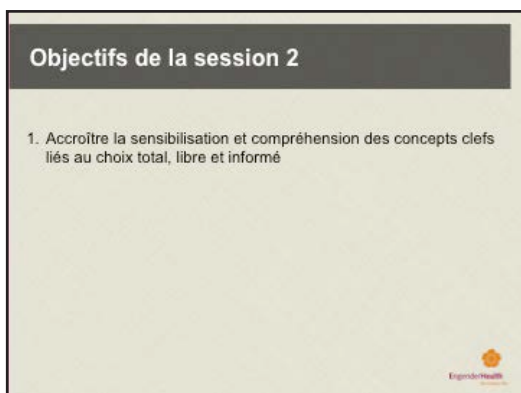 Objectifs de la session 2
1. Accroître la sensibilisation et compréhension des concepts clefs
liés au choix total, libre et informé
EngenderHealth